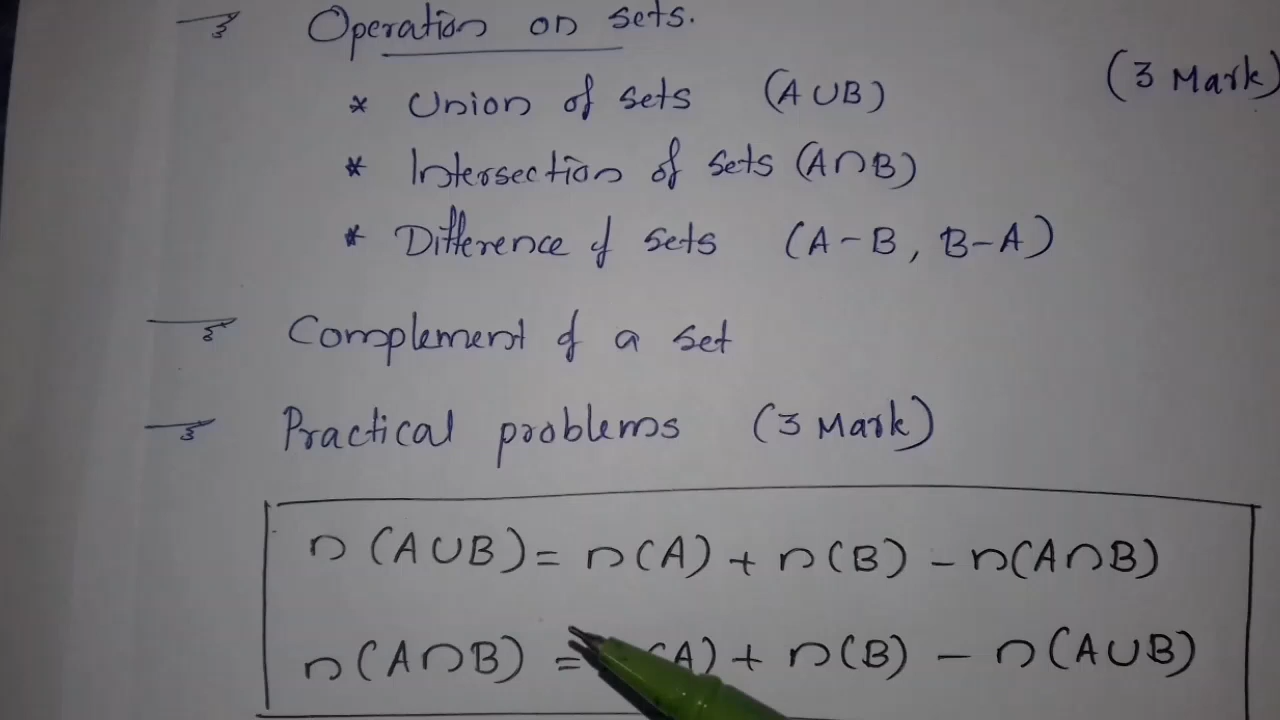 Operation on sets.
(3 Mark)
* Union of sets (A∪B)
* Intersection of sets (A∩B)
* Difference of sets (A-B, B-A)
Complement of a set
Practical problems (3 Mark)
n(A∪B) = n(A) + n(B) - n(A∩B)
n(A∩B) = (A) + n(B) - n(A∪B)